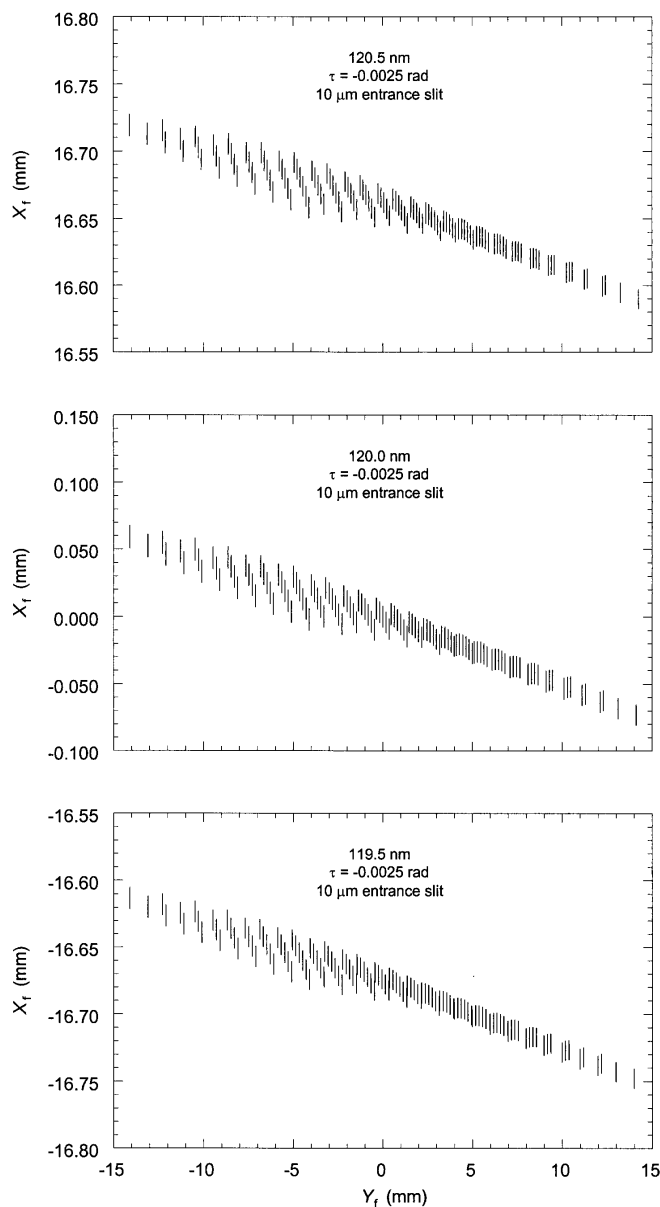 16.80
16.75
16.70
16.65
16.60
16.55
X_f (mm)
120.5 nm
τ = -0.0025 rad
10 μm entrance slit
0.150
0.100
0.050
0.000
-0.050
-0.100
X_f (mm)
120.0 nm
τ = -0.0025 rad
10 μm entrance slit
-16.55
-16.60
-16.65
-16.70
-16.75
-16.80
X_f (mm)
119.5 nm
τ = -0.0025 rad
10 μm entrance slit
-15 -10 -5 0 5 10 15
Y_f (mm)